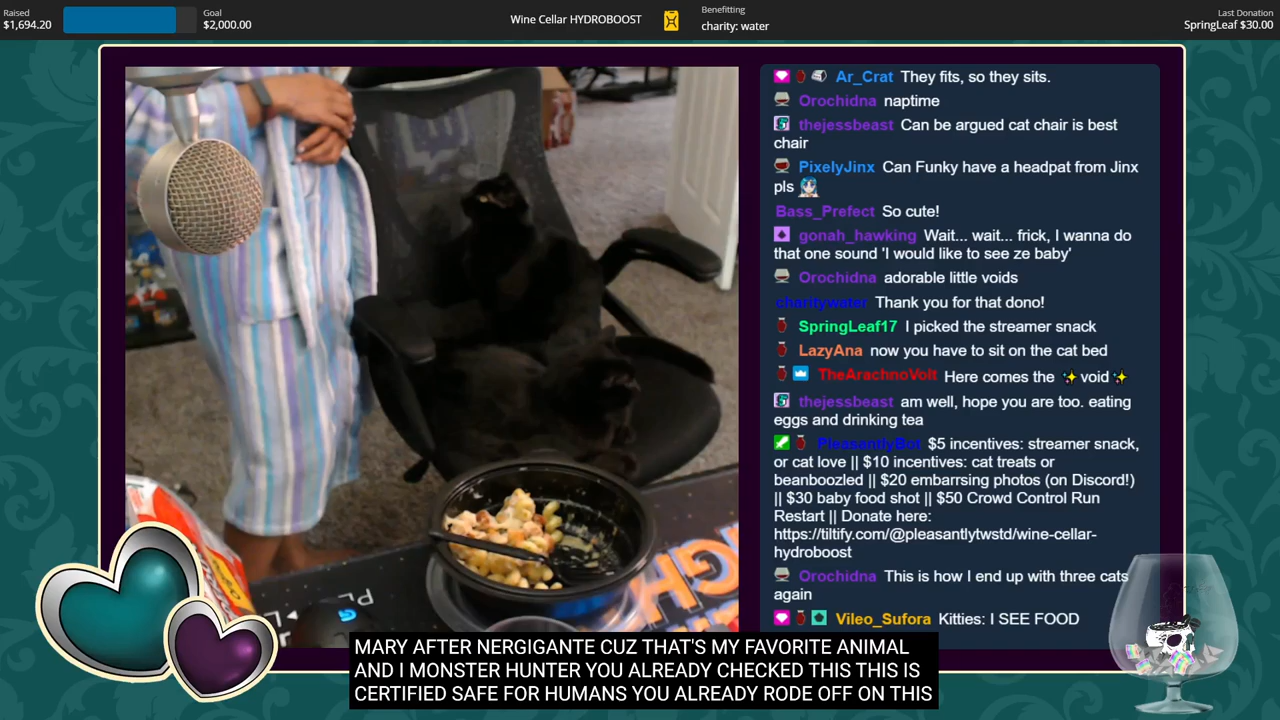 Raised
$1,694.20
Goal
$2,000.00
Wine Cellar HYDROBOOST
Benefitting
charity: water
Last Donation
SpringLeaf $30.00
Ar_Crat They fits, so they sits.
Orochidna naptime
thejessbeast Can be argued cat chair is best
chair
PixelyJinx Can Funky have a headpat from Jinx
pls
Bass_Prefect So cute!
gonah_hawking Wait... wait... frick, I wanna do
that one sound 'I would like to see ze baby'
Orochidna adorable little voids
charitywater Thank you for that dono!
SpringLeaf17 I picked the streamer snack
LazyAna now you have to sit on the cat bed
TheArachnoVolt Here comes the ✨void✨
thejessbeast am well, hope you are too. eating
eggs and drinking tea
PleasantlyBot $5 incentives: streamer snack,
or cat love || $10 incentives: cat treats or
beanboozled || $20 embarrsing photos (on Discord!)
|| $30 baby food shot || $50 Crowd Control Run
Restart || Donate here:
https://tiltify.com/@pleasantlytwstd/wine-cellar-
hydroboost
Orochidna This is how I end up with three cats
again
Vileo_Sufora Kitties: I SEE FOOD
MARY AFTER NERGIGANTE CUZ THAT'S MY FAVORITE ANIMAL
AND I MONSTER HUNTER YOU ALREADY CHECKED THIS THIS IS
CERTIFIED SAFE FOR HUMANS YOU ALREADY RODE OFF ON THIS